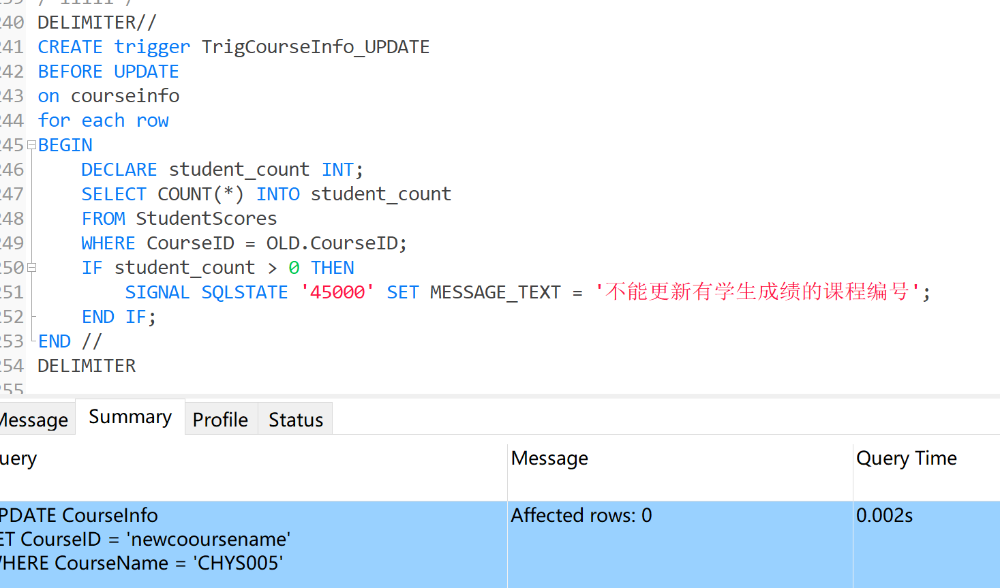 240 DELIMITER//
241 CREATE trigger TrigCourseInfo_UPDATE
242 BEFORE UPDATE
243 on courseinfo
244 for each row
245 BEGIN
246 DECLARE student_count INT;
247 SELECT COUNT(*) INTO student_count
248 FROM StudentScores
249 WHERE CourseID = OLD.CourseID;
250 IF student_count > 0 THEN
251 SIGNAL SQLSTATE '45000' SET MESSAGE_TEXT = '不能更新有学生成绩的课程编号';
252 END IF;
253 END //
254 DELIMITER
255
Message Summary Profile Status
uery Message Query Time
PDATE CourseInfo Affected rows: 0 0.002s
ET CourseID = 'newcooursename'
WHERE CourseName = 'CHYS005'